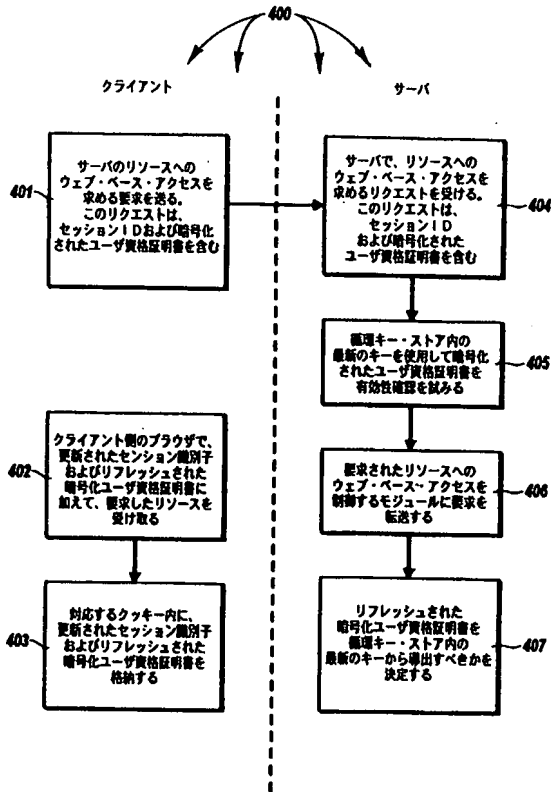 400
クライアント
サーバ
401
サーバのリソースへの
ウェブ・ベース・アクセスを
求める要求を送る。
このリクエストは、
セッションIDおよび暗号化
されたユーザ資格証明書を含む
サーバで、リソースへの
ウェブ・ベース・アクセスを
求めるリクエストを受ける。
このリクエストは、
セッションID
および暗号化された
ユーザ資格証明書を含む
404
循環キー・ストア内の
最新のキーを使用して暗号化
されたユーザ資格証明書を
有効性確認を試みる
405
402
クライアント側のブラウザで、
更新されたセンション識別子
およびリフレッシュされた
暗号化ユーザ資格証明書に
加えて、要求したリソースを
受け取る
要求されたリソースへの
ウェブ・ベース~アクセスを
制御するモジュールに要求を
転送する
406
403
対応するクッキー内に、
更新されたセッション識別子
およびリフレッシュされた
暗号化ユーザ資格証明書を
格納する
リフレッシュされた
暗号化ユーザ資格証明書を
循環キー・ストア内の
最新のキーから導出すべきかを
決定する
407